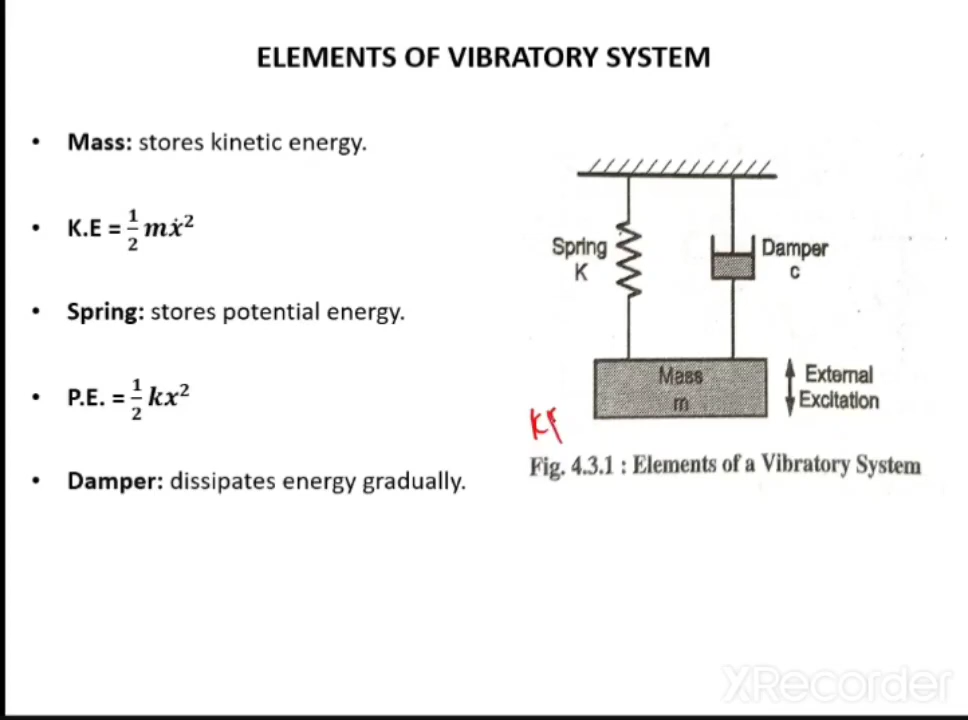 ELEMENTS OF VIBRATORY SYSTEM
• Mass: stores kinetic energy.
• K.E = 1/2 mẋ²
• Spring: stores potential energy.
• P.E. = 1/2 kx²
• Damper: dissipates energy gradually.
Spring
K
Damper
c
Mass
m
External
Excitation
Fig. 4.3.1 : Elements of a Vibratory System
XRecorder